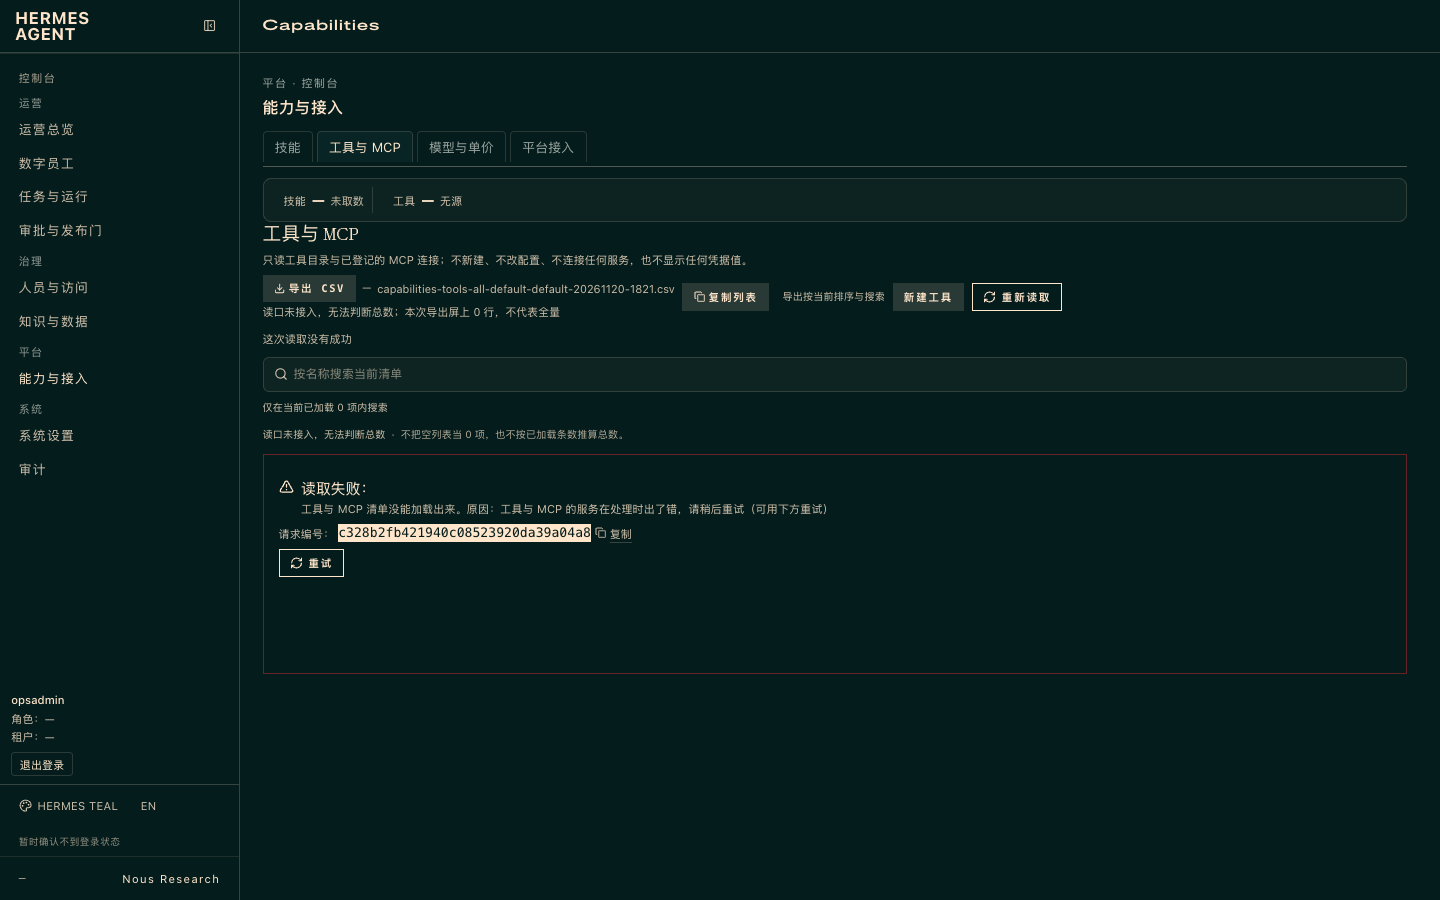 HERMES
AGENT
控制台
运营
运营总览
数字员工
任务与运行
审批与发布门
治理
人员与访问
知识与数据
平台
能力与接入
系统
系统设置
审计
opsadmin
角色: —
租户: —
退出登录
HERMES TEAL EN
暂时确认不到登录状态
— Nous Research
Capabilities
平台 · 控制台
能力与接入
技能 工具与 MCP 模型与单价 平台接入
技能 — 未取数 工具 — 无源
工具与 MCP
只读工具目录与已登记的 MCP 连接；不新建、不改配置、不连接任何服务，也不显示任何凭据值。
导出 CSV — capabilities-tools-all-default-default-20261120-1821.csv 复制列表 导出按当前排序与搜索 新建工具 重新读取
读口未接入，无法判断总数；本次导出屏上 0 行，不代表全量
这次读取没有成功
按名称搜索当前清单
仅在当前已加载 0 项内搜索
读口未接入，无法判断总数 · 不把空列表当 0 项，也不按已加载条数推算总数。
读取失败：
工具与 MCP 清单没能加载出来。原因：工具与 MCP 的服务在处理时出了错，请稍后重试（可用下方重试）
请求编号： c328b2fb421940c08523920da39a04a8 复制
重试